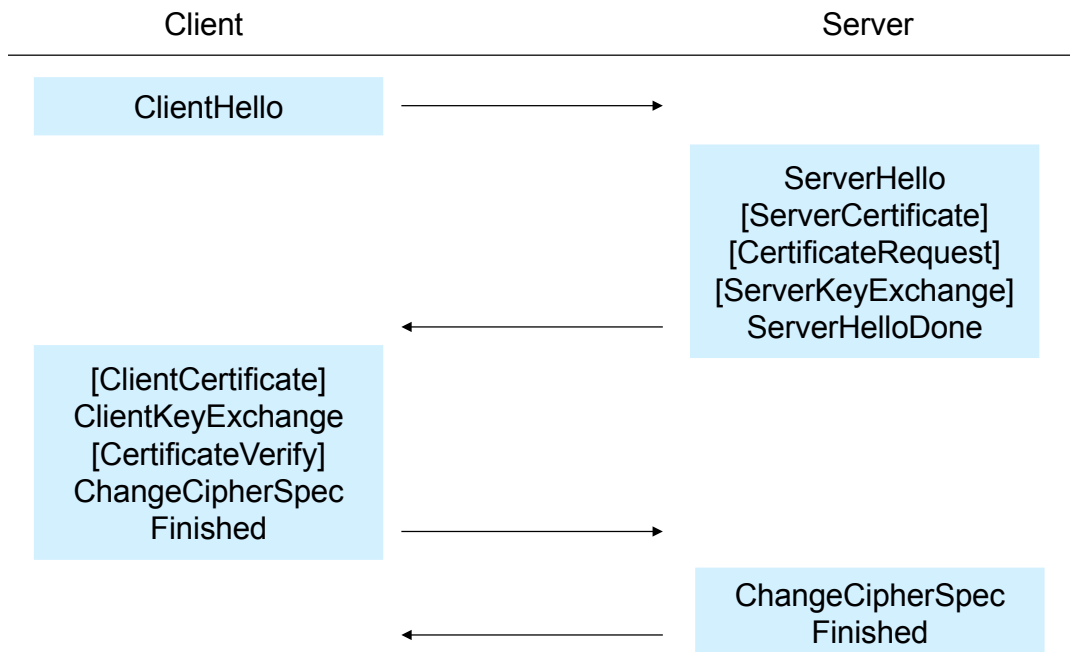 Client
Server
ClientHello
ServerHello
[ServerCertificate]
[CertificateRequest]
[ServerKeyExchange]
ServerHelloDone
[ClientCertificate]
ClientKeyExchange
[CertificateVerify]
ChangeCipherSpec
Finished
ChangeCipherSpec
Finished